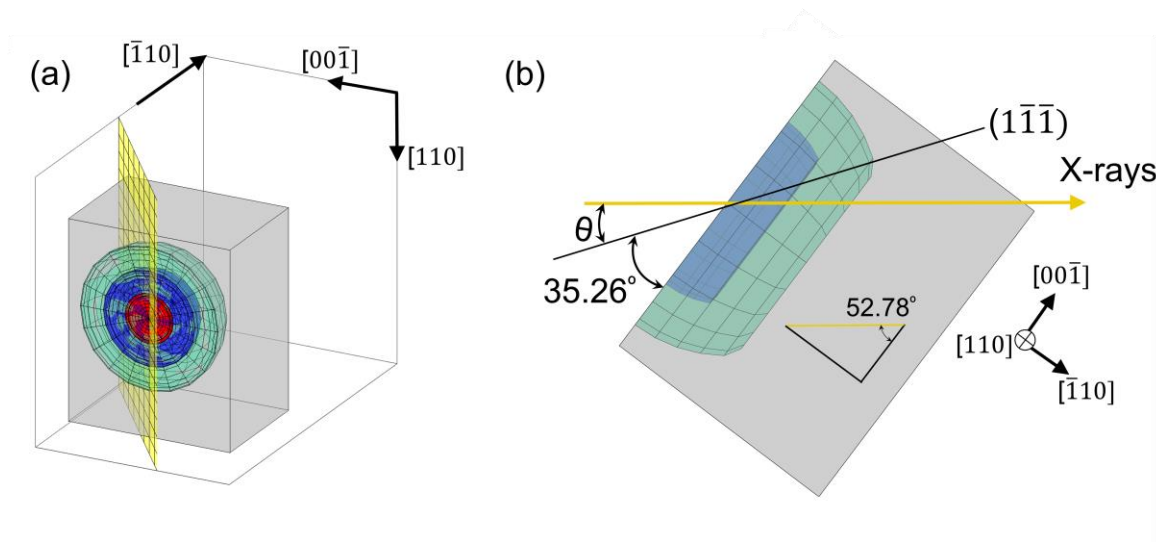 (a)
[1̅10]
[001̅]
[110]
(b)
(11̅1̅)
X-rays
θ
35.26°
52.78°
[001̅]
[110]
[1̅10]